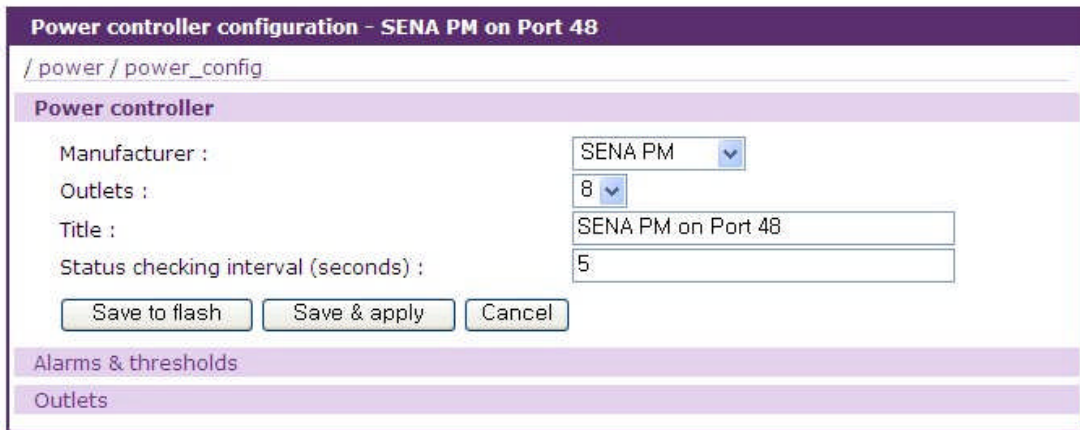 Power controller configuration - SENA PM on Port 48
/ power / power_config
Power controller
Manufacturer : SENA PM
Outlets : 8
Title : SENA PM on Port 48
Status checking interval (seconds) : 5
Save to flash Save & apply Cancel
Alarms & thresholds
Outlets